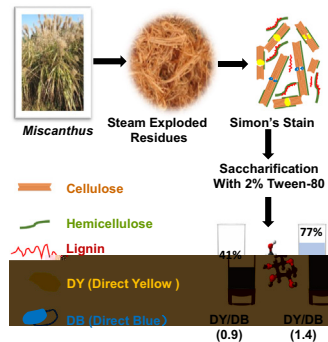 Miscanthus
Steam Exploded
Residues
Simon's Stain
Saccharification
With 2% Tween-80
Cellulose
Hemicellulose
Lignin
DY (Direct Yellow )
DB (Direct Blue)
41%
77%
DY/DB
(0.9)
DY/DB
(1.4)